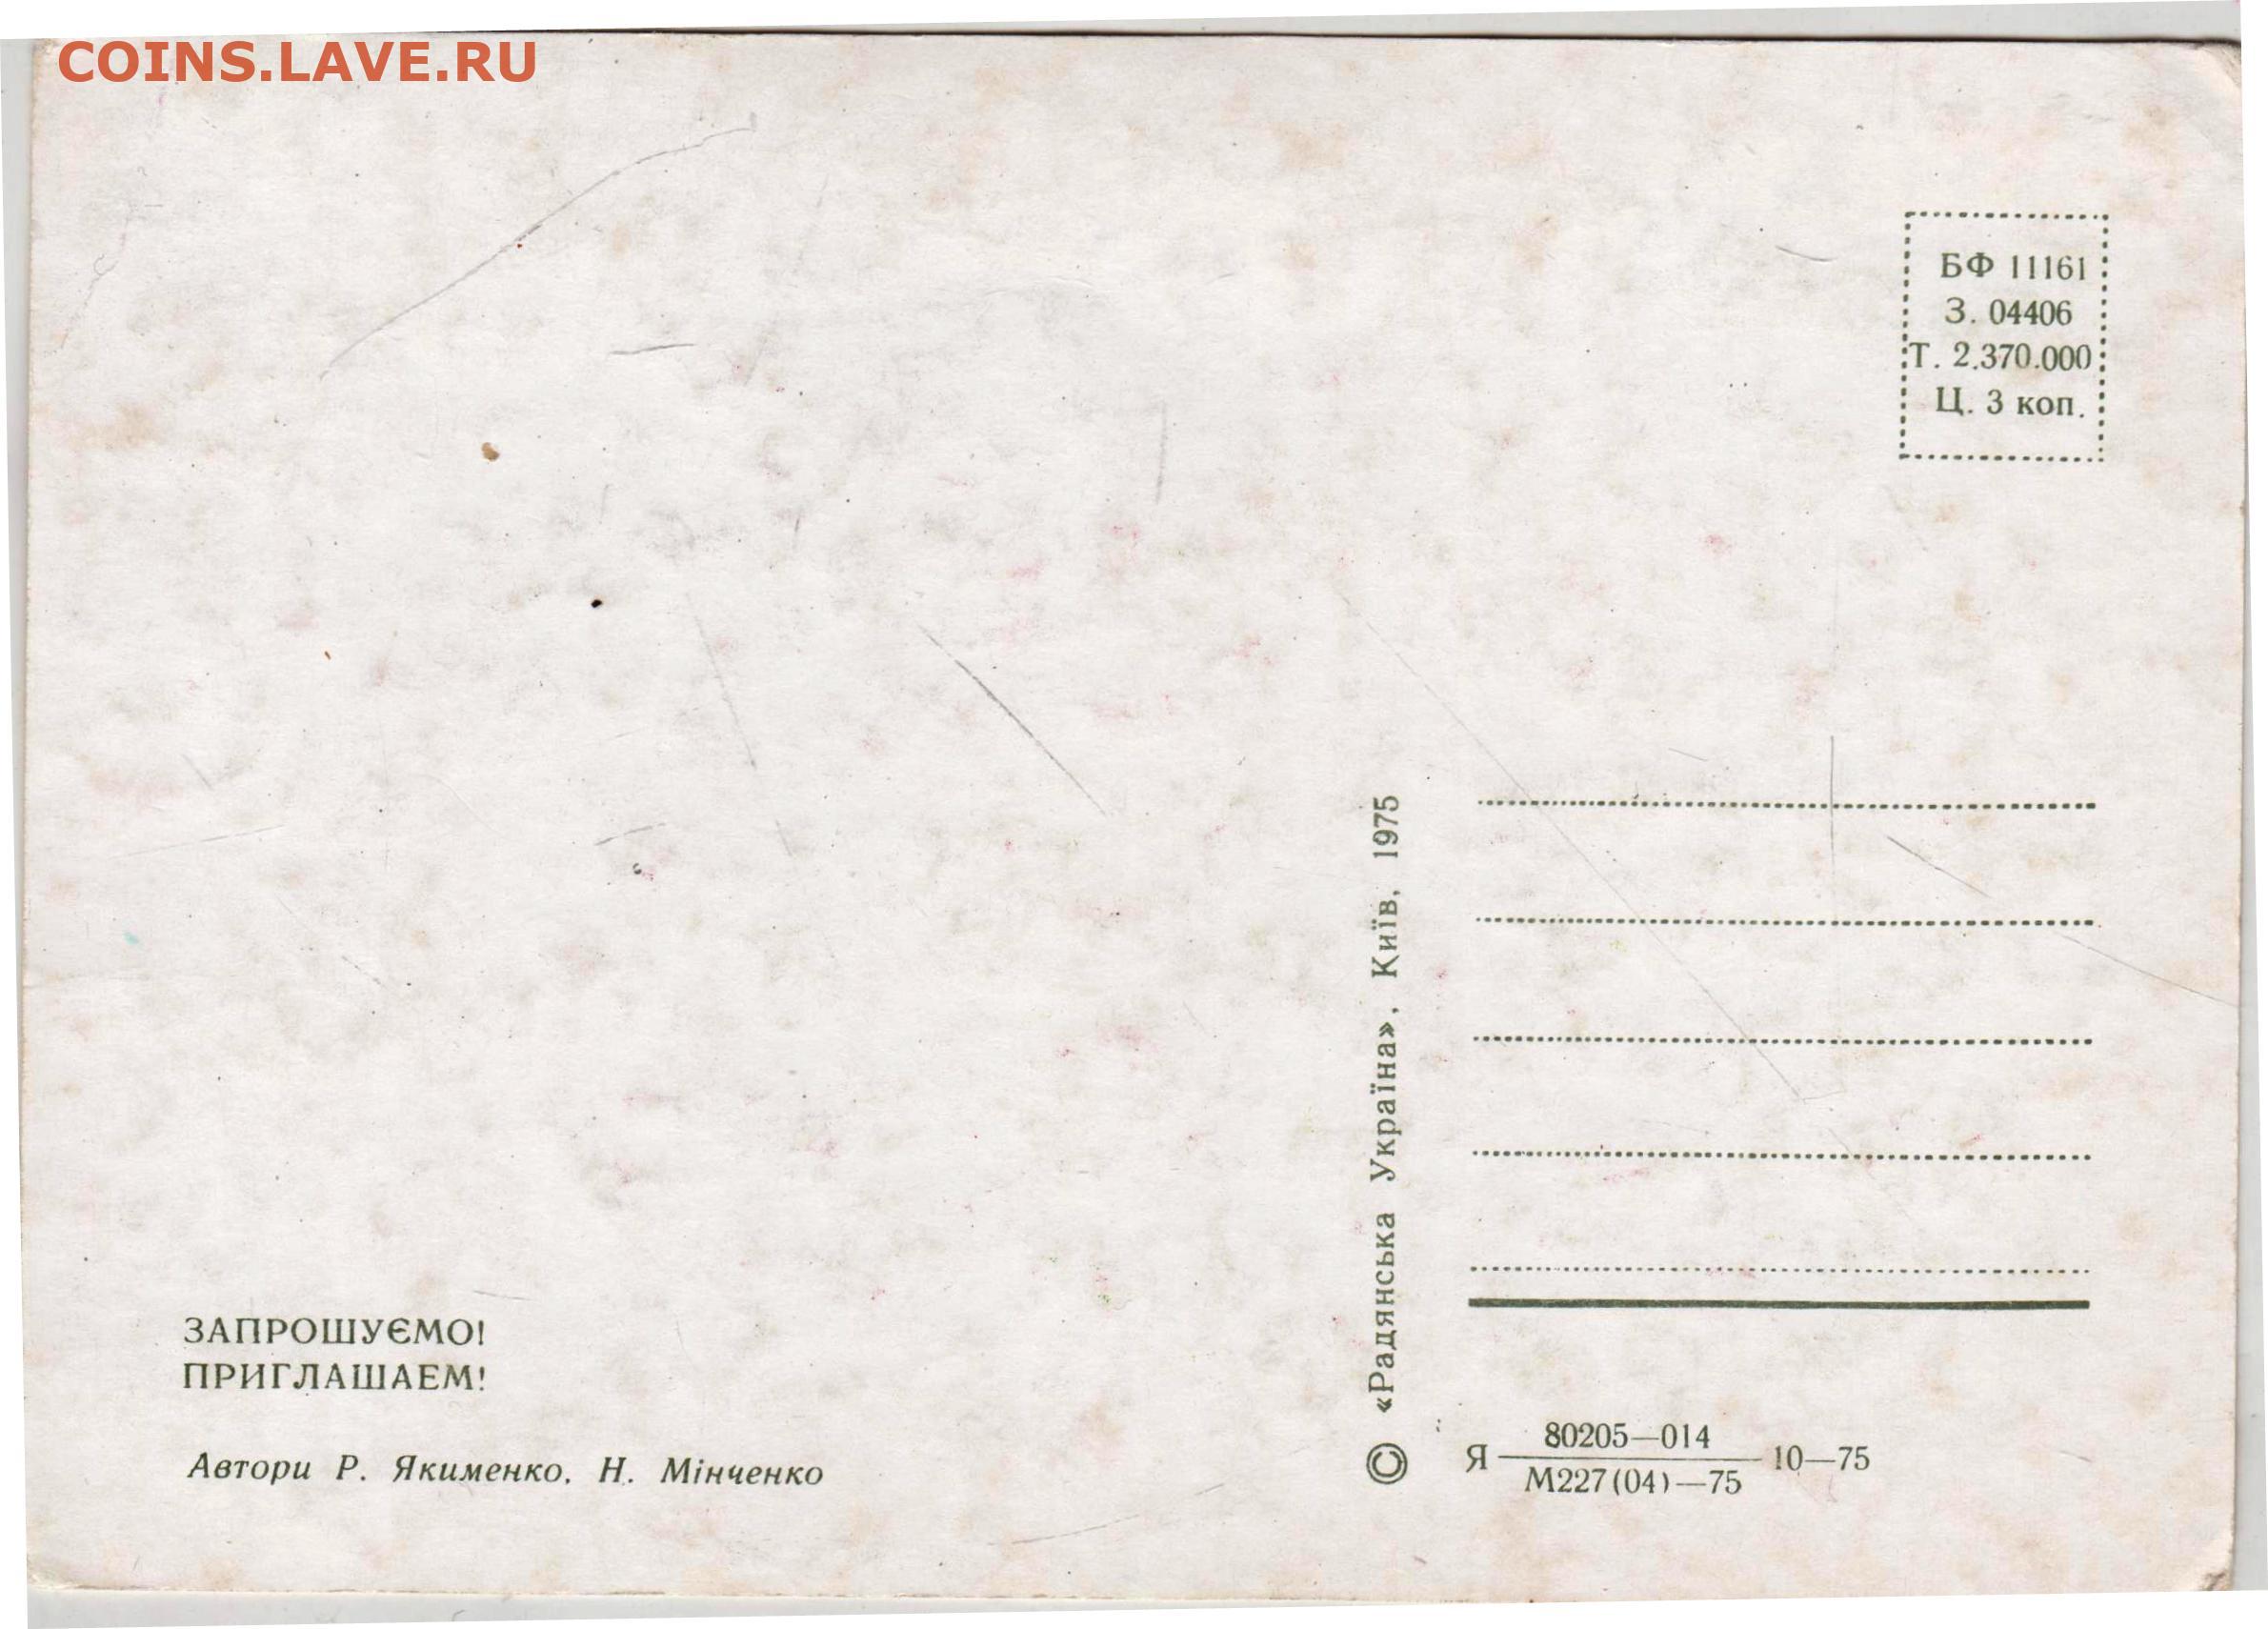 COINS.LAVE.RU
БФ 11161
З. 04406
Т. 2.370.000
Ц. 3 коп.
© «Радянська Україна», Київ, 1975
ЗАПРОШУЄМО!
ПРИГЛАШАЕМ!
Автори Р. Якименко, Н. Мінченко
80205—014
Я 10—75
М227(04)—75